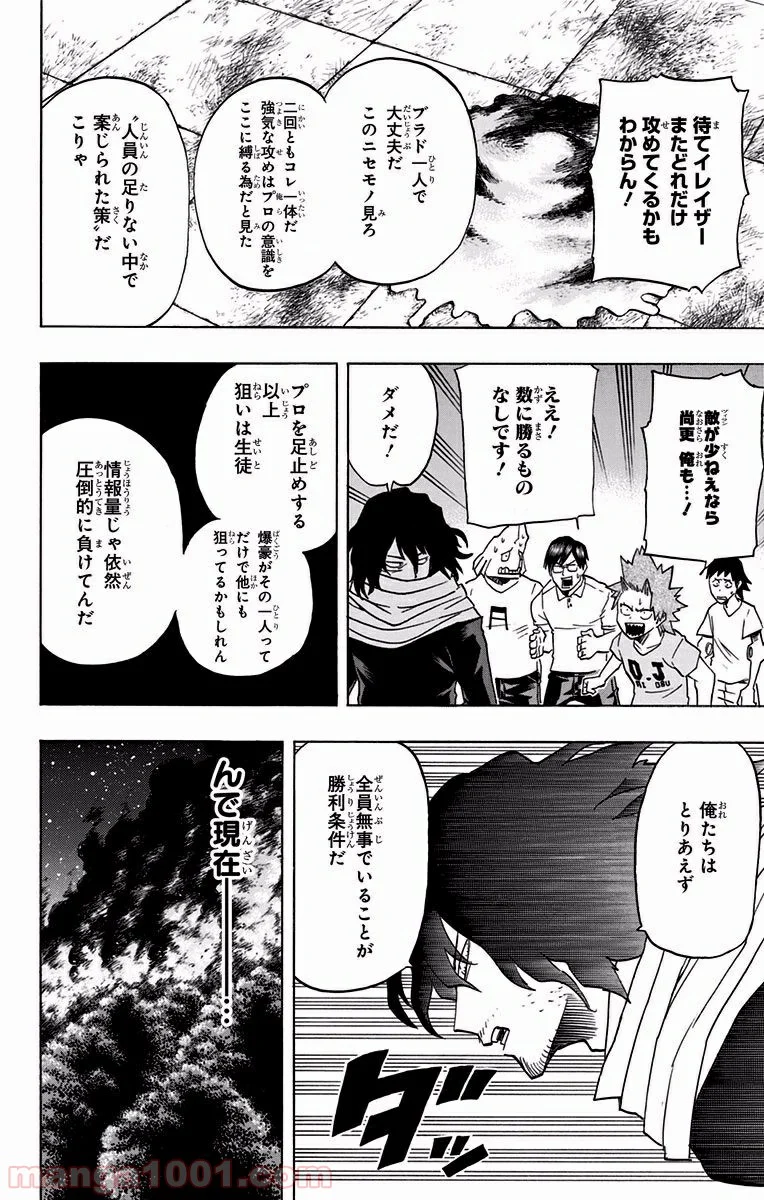 待てイレイザー
またどれだけ
攻めてくるかも
わからん!
ブラド一人で
大丈夫だ
このニセモノ見ろ
二回ともコレ一体だ
強気な攻めはプロの意識を
ここに縛る為だと見た
〝人員の足りない中で
案じられた策〟だ
こりゃ
敵が少ねえなら
尚更 俺も…!
ええ!
数に勝るもの
なしです!
ダメだ!
プロを足止めする
以上
狙いは生徒
爆豪がその一人って
だけで他にも
狙ってるかもしれん
情報量じゃ依然
圧倒的に負けてんだ
O.J
俺たちは
とりあえず
全員無事でいることが
勝利条件だ
ダッ
んで現在――…
manga1001.com